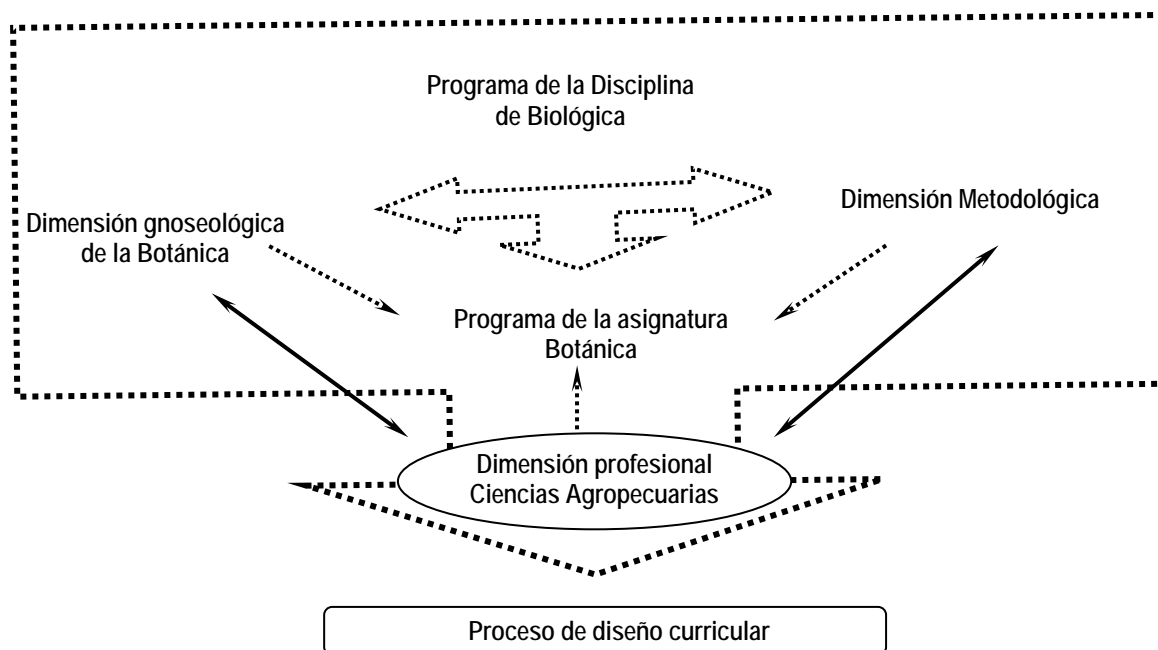 Programa de la Disciplina
de Biológica
Dimensión gnoseológica
de la Botánica
Dimensión Metodológica
Programa de la asignatura
Botánica
Dimensión profesional
Ciencias Agropecuarias
Proceso de diseño curricular